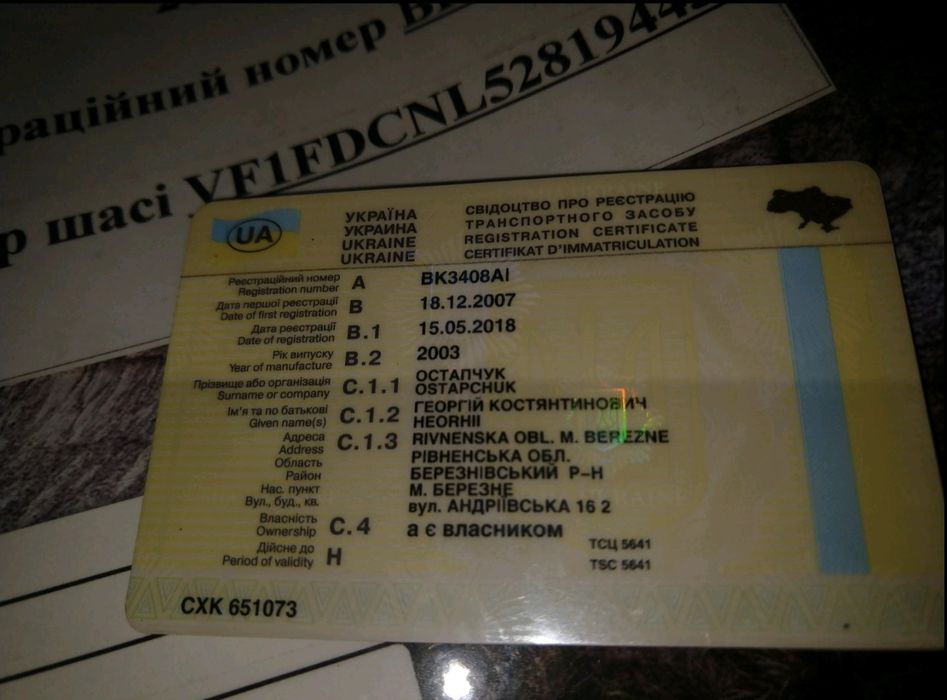 раційний номер
р шасі VF1FDCNL5281944
UA
УКРАЇНА
УКРАИНА
UKRAINE
UKRAINE
СВІДОЦТВО ПРО РЕЄСТРАЦІЮ
ТРАНСПОРТНОГО ЗАСОБУ
REGISTRATION CERTIFICATE
CERTIFIKAT D'IMMATRICULATION
Реєстраційний номер
Registration number A BK3408AI
Дата першої реєстрації
Date of first registration B 18.12.2007
Дата реєстрації
Date of registration B.1 15.05.2018
Рік випуску
Year of manufacture B.2 2003
Прізвище або організація
Surname or company C.1.1 ОСТАПЧУК
OSTAPCHUK
Ім'я та по батькові
Given name(s) C.1.2 ГЕОРГІЙ КОСТЯНТИНОВИЧ
HEORHII
Адреса
Address C.1.3 RIVNENSKA OBL. M. BEREZNE
Область РІВНЕНСЬКА ОБЛ.
Район БЕРЕЗНІВСЬКИЙ Р-Н
Нас. пункт М. БЕРЕЗНЕ
Вул., буд., кв. вул. АНДРІЇВСЬКА 16 2
Власність
Ownership C.4 а є власником
Дійсне до
Period of validity H
ТСЦ 5641
TSC 5641
СХК 651073